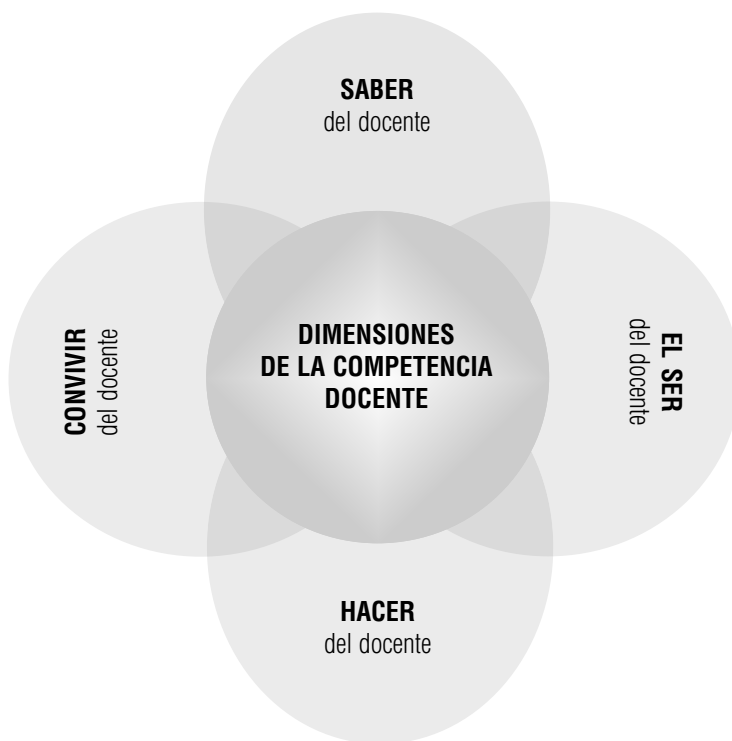 SABER
del docente
CONVIVIR
del docente
DIMENSIONES
DE LA COMPETENCIA
DOCENTE
EL SER
del docente
HACER
del docente